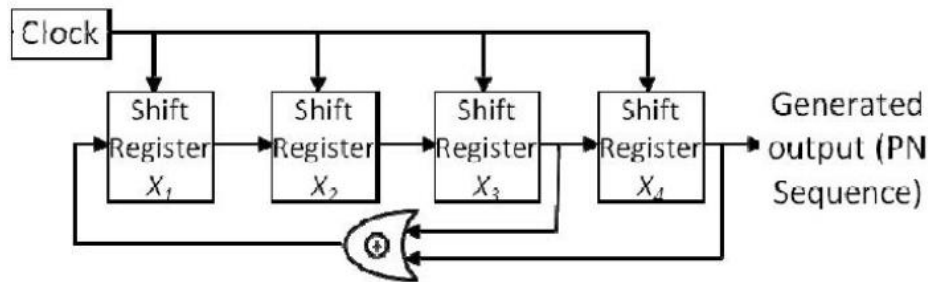 Clock
Shift
Register
X₁
Shift
Register
X₂
Shift
Register
X₃
Shift
Register
X₄
Generated
output (PN
Sequence)
+